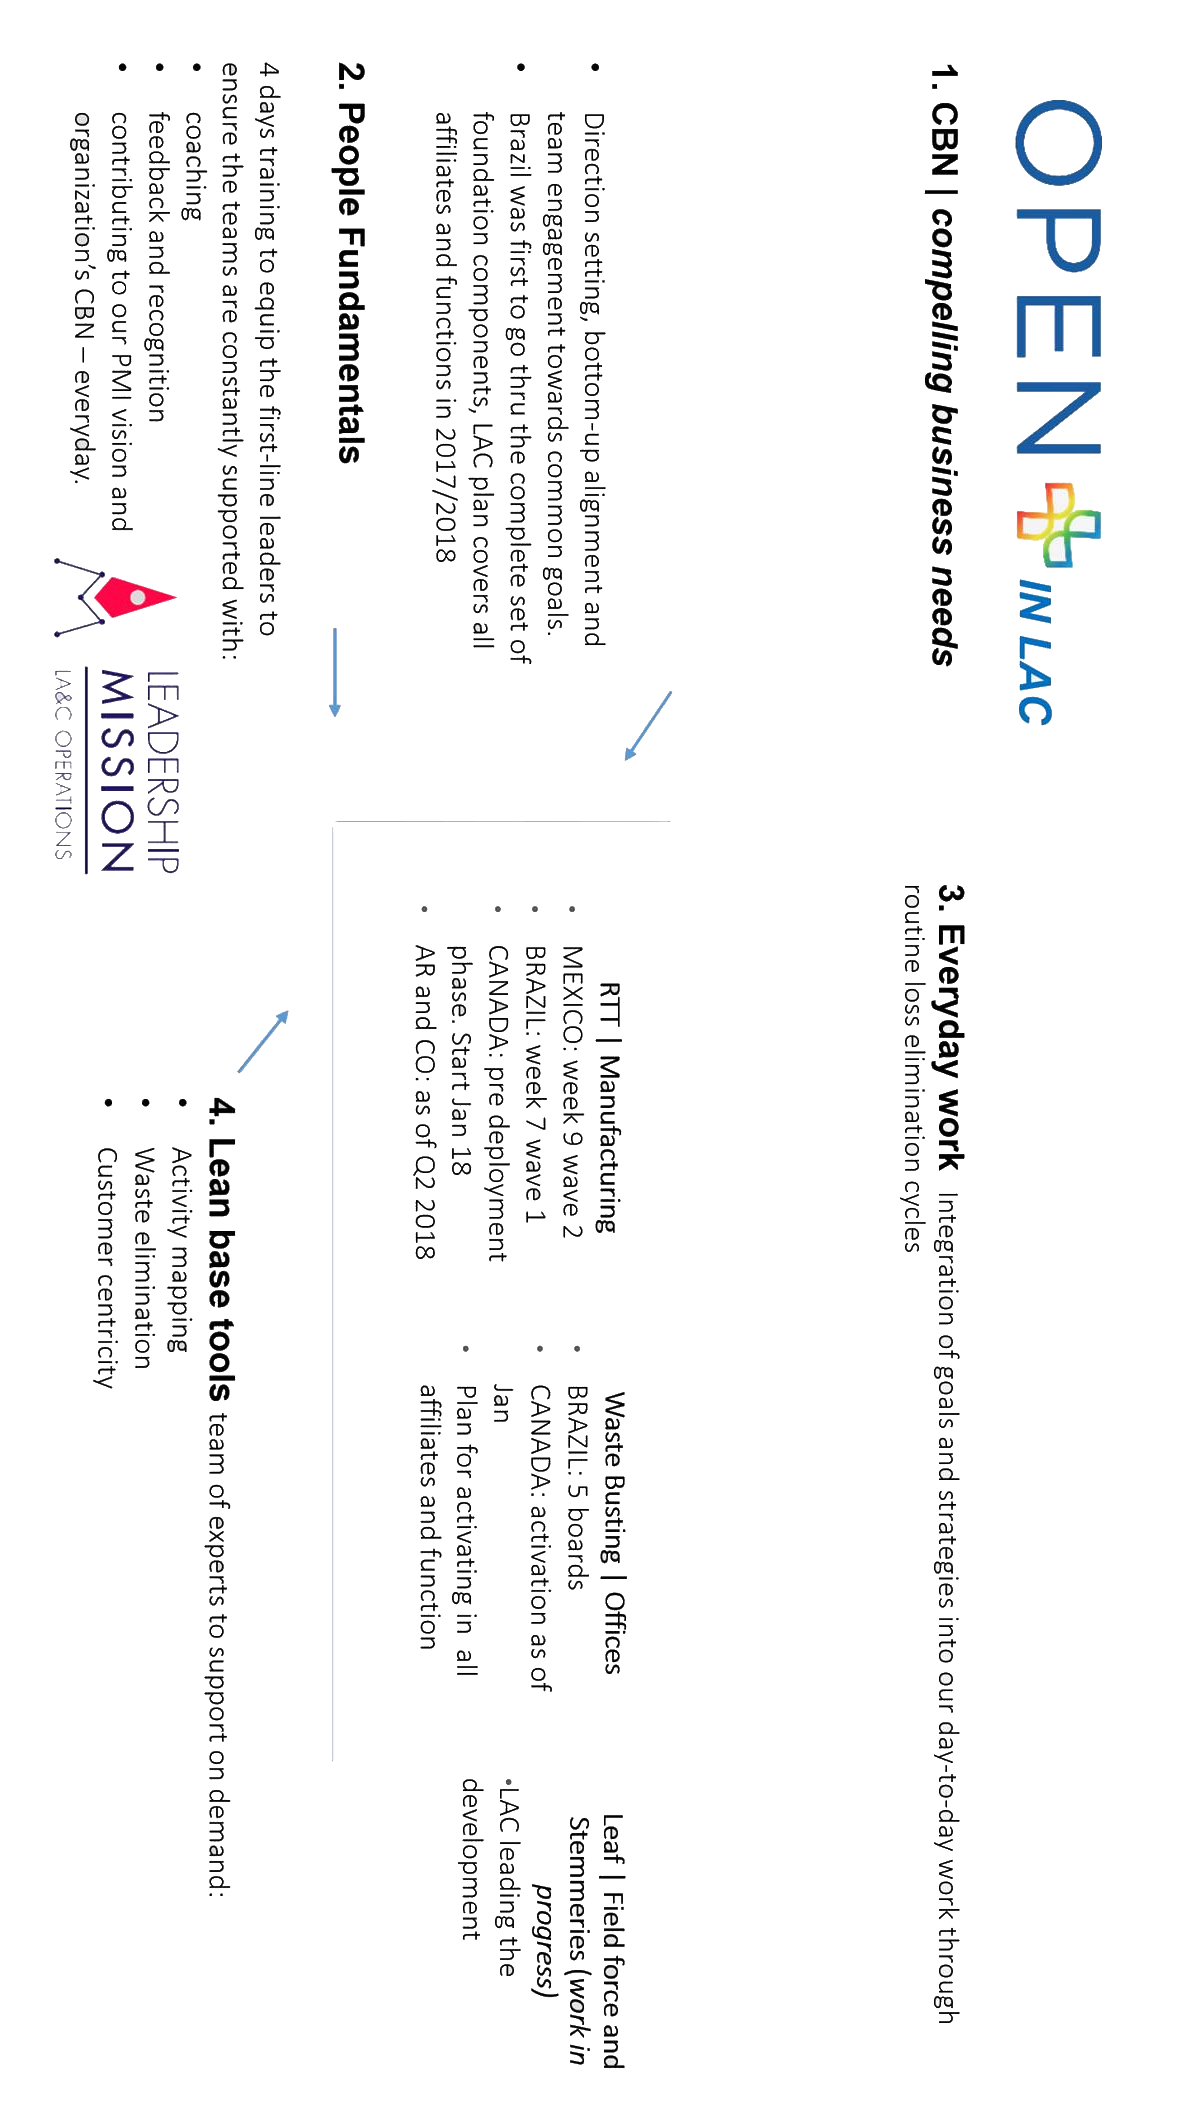 OPEN IN LAC
1. CBN | compelling business needs
• Direction setting, bottom-up alignment and
team engagement towards common goals.
• Brazil was first to go thru the complete set of
foundation components, LAC plan covers all
affiliates and functions in 2017/2018
2. People Fundamentals
4 days training to equip the first-line leaders to
ensure the teams are constantly supported with:
• coaching
• feedback and recognition
• contributing to our PMI vision and
organization's CBN – everyday.
LEADERSHIP
MISSION
LA&C OPERATIONS
3. Everyday work Integration of goals and strategies into our day-to-day work through
routine loss elimination cycles
RTT | Manufacturing
• MEXICO: week 9 wave 2
• BRAZIL: week 7 wave 1
• CANADA: pre deployment
phase. Start Jan 18
• AR and CO: as of Q2 2018
Waste Busting | Offices
• BRAZIL: 5 boards
• CANADA: activation as of
Jan
• Plan for activating in all
affiliates and function
Leaf | Field force and
Stemmeries (work in
progress)
•LAC leading the
development
4. Lean base tools team of experts to support on demand:
• Activity mapping
• Waste elimination
• Customer centricity